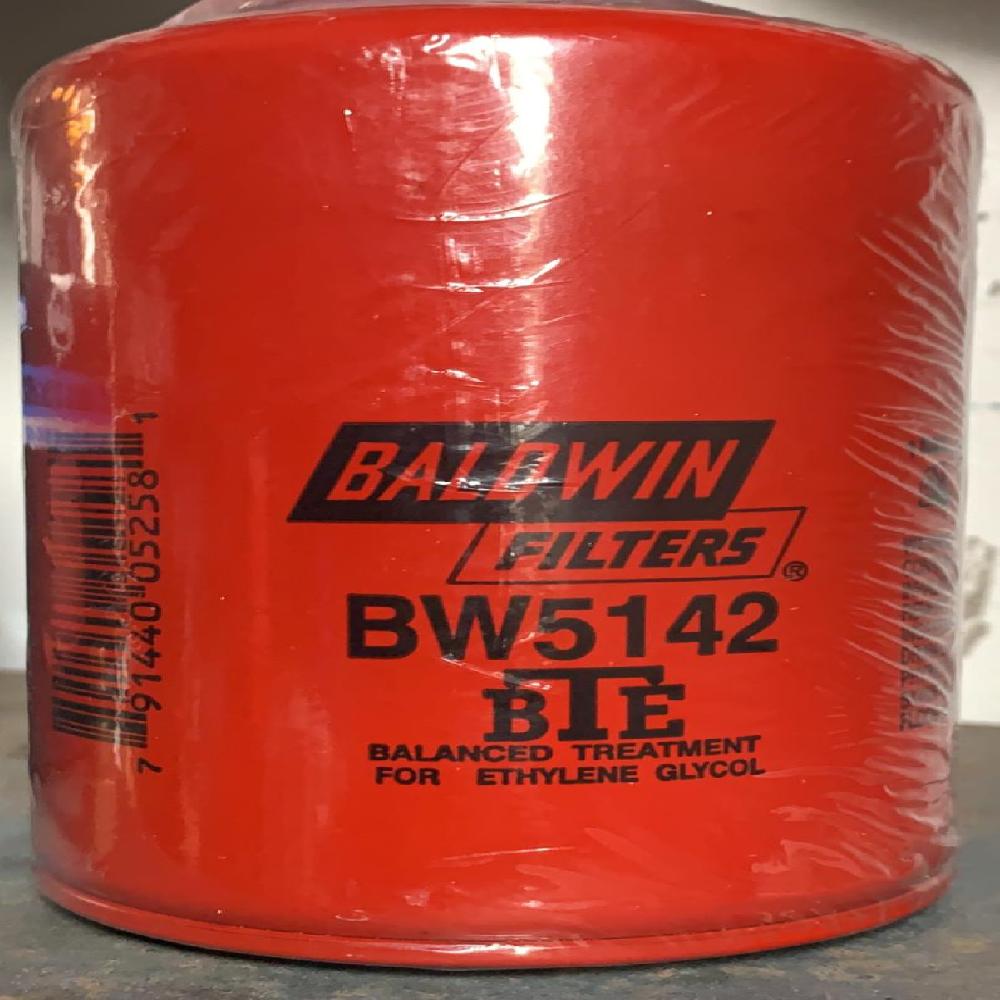 BALDWIN
FILTERS
®
BW5142
BTE
BALANCED TREATMENT
FOR ETHYLENE GLYCOL
7 91440 05258 1